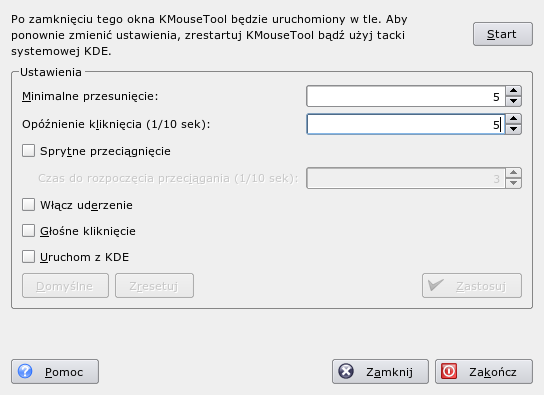 Po zamknięciu tego okna KMouseTool będzie uruchomiony w tle. Aby
ponownie zmienić ustawienia, zrestartuj KMouseTool bądź użyj tacki
systemowej KDE.
Start
Ustawienia
Minimalne przesunięcie:
5
Opóźnienie kliknięcia (1/10 sek):
5
Sprytne przeciągnięcie
Czas do rozpoczęcia przeciągania (1/10 sek):
3
Włącz uderzenie
Głośne kliknięcie
Uruchom z KDE
Domyślne
Zresetuj
Zastosuj
Pomoc
Zamknij
Zakończ